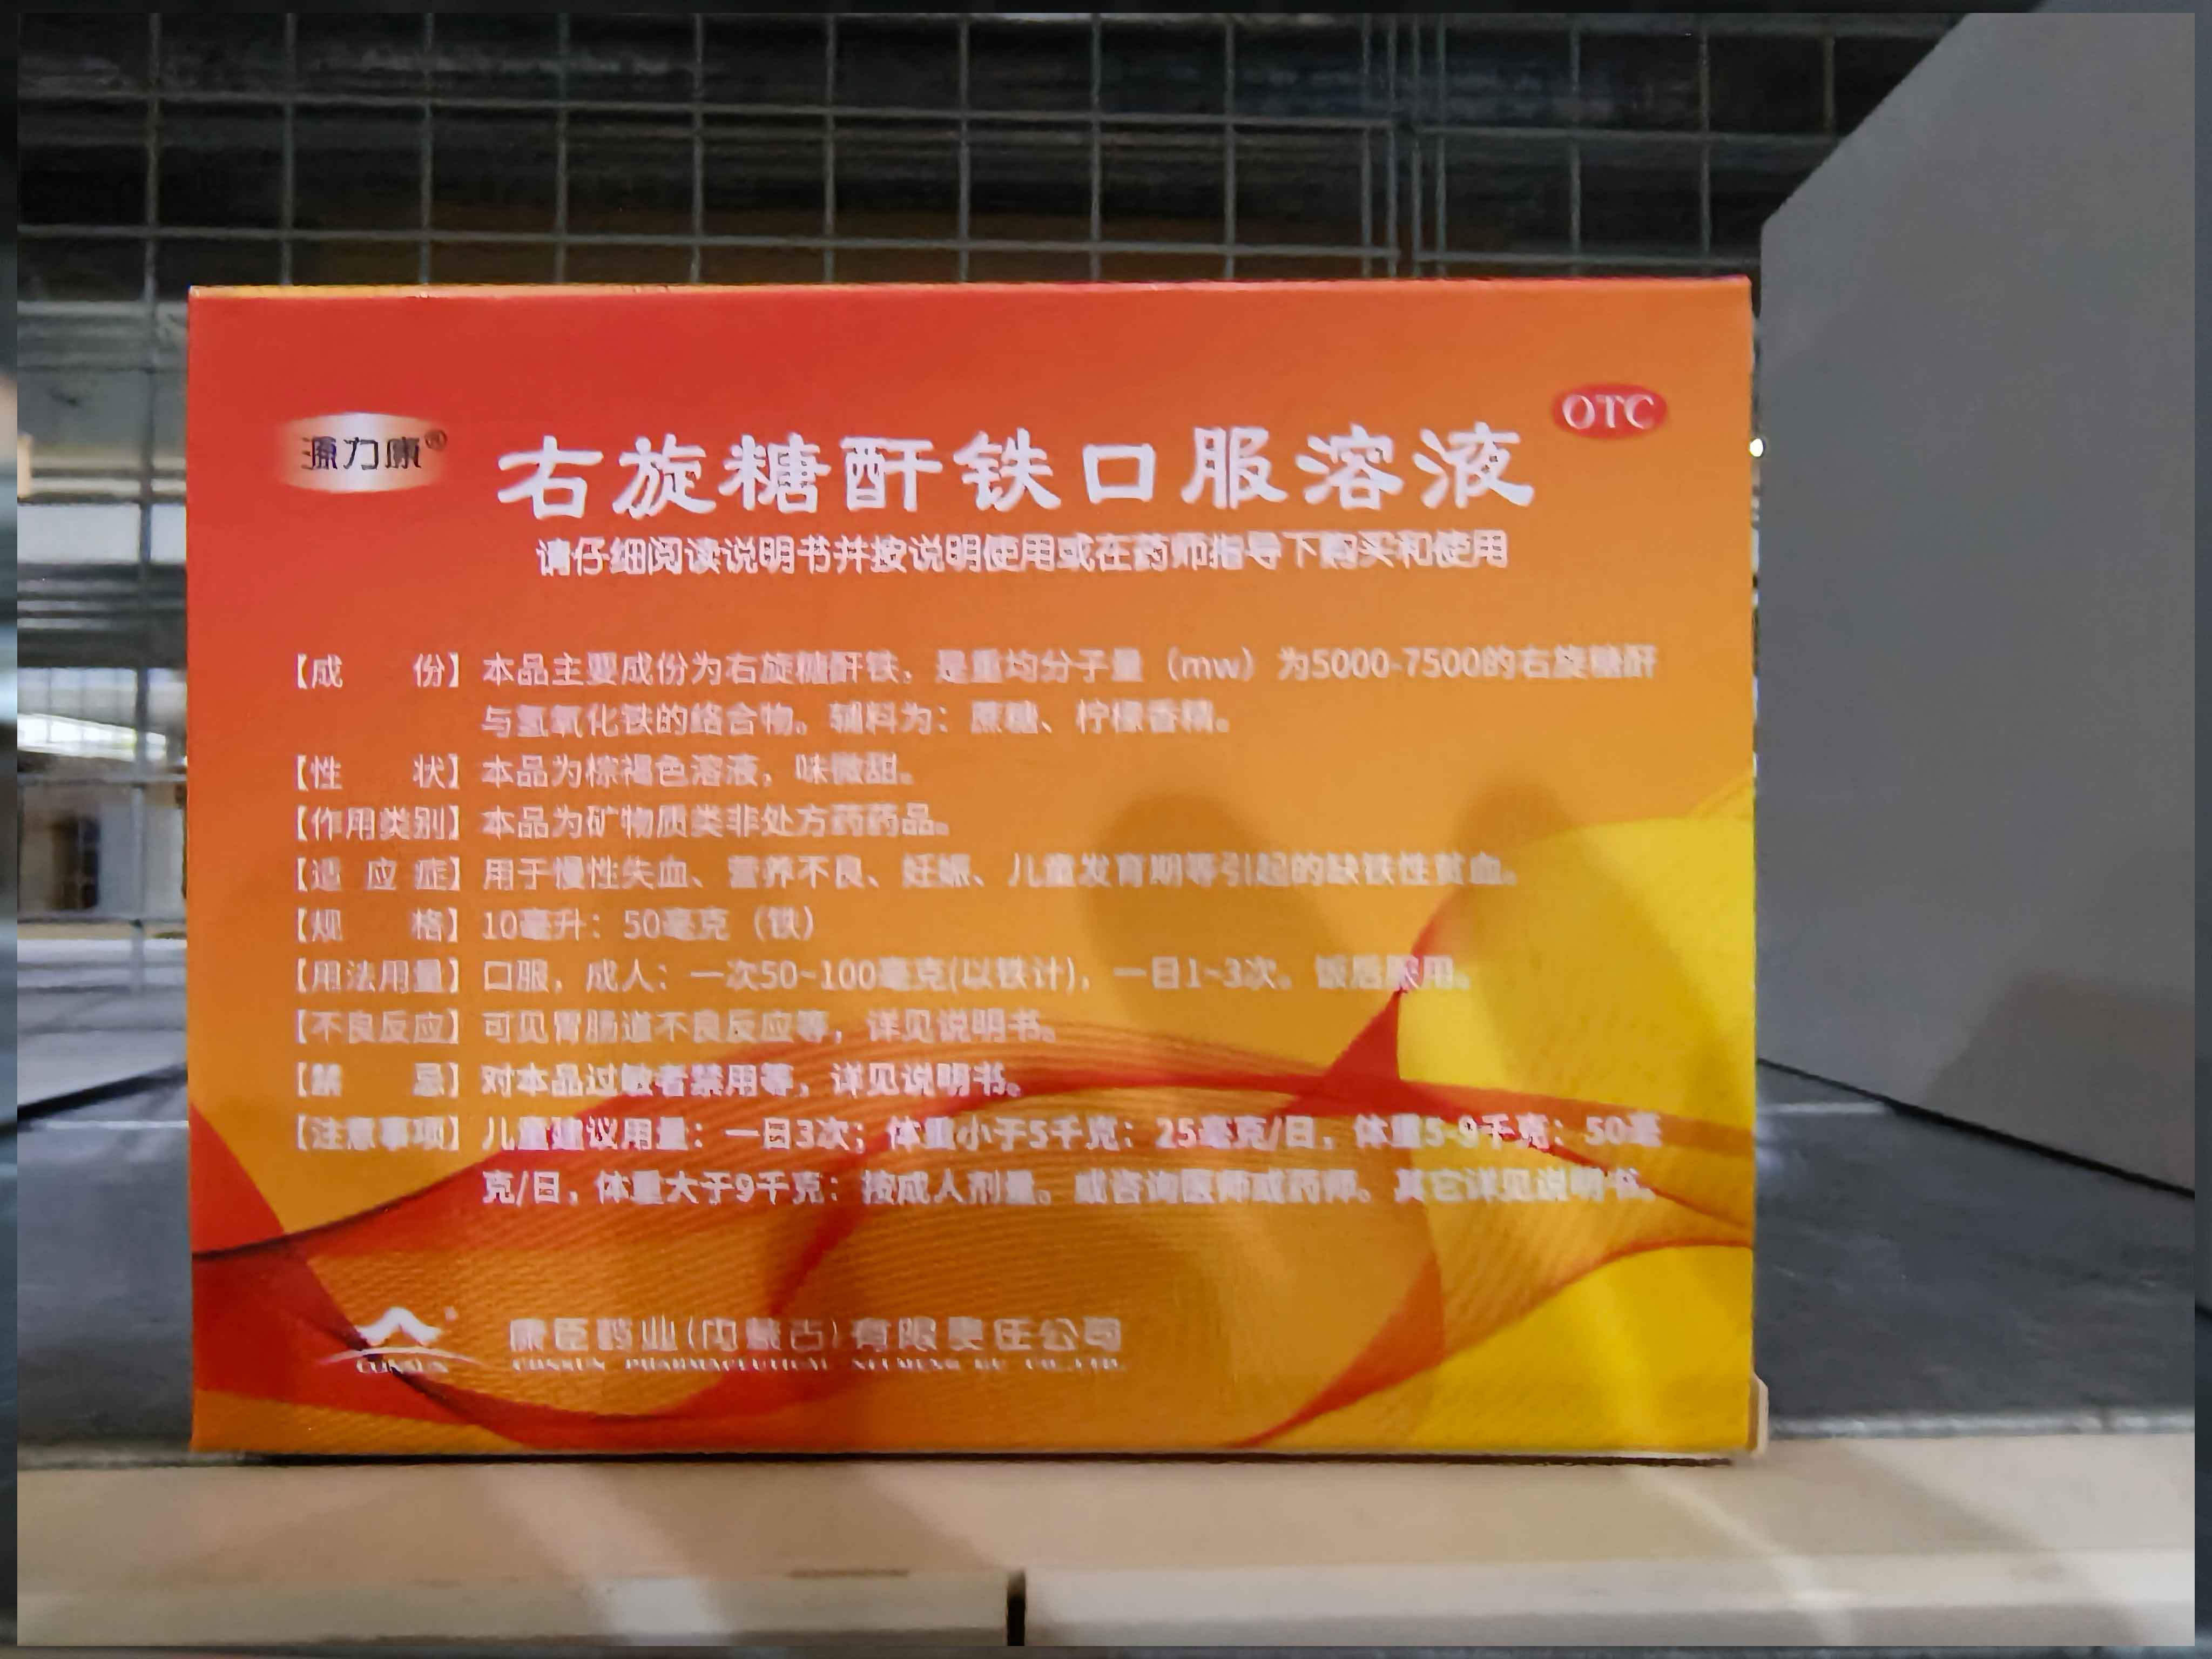 源力康®
OTC
右旋糖酐铁口服溶液
请仔细阅读说明书并按说明使用或在药师指导下购买和使用
【成 份】本品主要成份为右旋糖酐铁，是重均分子量（mw）为5000-7500的右旋糖酐
与氢氧化铁的络合物。辅料为：蔗糖、柠檬香精。
【性 状】本品为棕褐色溶液，味微甜。
【作用类别】本品为矿物质类非处方药药品。
【适 应 症】用于慢性失血、营养不良、妊娠、儿童发育期等引起的缺铁性贫血。
【规 格】10毫升：50毫克（铁）
【用法用量】口服，成人：一次50~100毫克(以铁计)，一日1~3次。饭后服用。
【不良反应】可见胃肠道不良反应等，详见说明书。
【禁 忌】对本品过敏者禁用等，详见说明书。
【注意事项】儿童建议用量：一日3次；体重小于5千克：25毫克/日，体重5-9千克：50毫
克/日，体重大于9千克：按成人剂量。或咨询医师或药师。其它详见说明书。
CONSUN
康臣药业(内蒙古)有限责任公司
CONSUN PHARMACEUTICAL